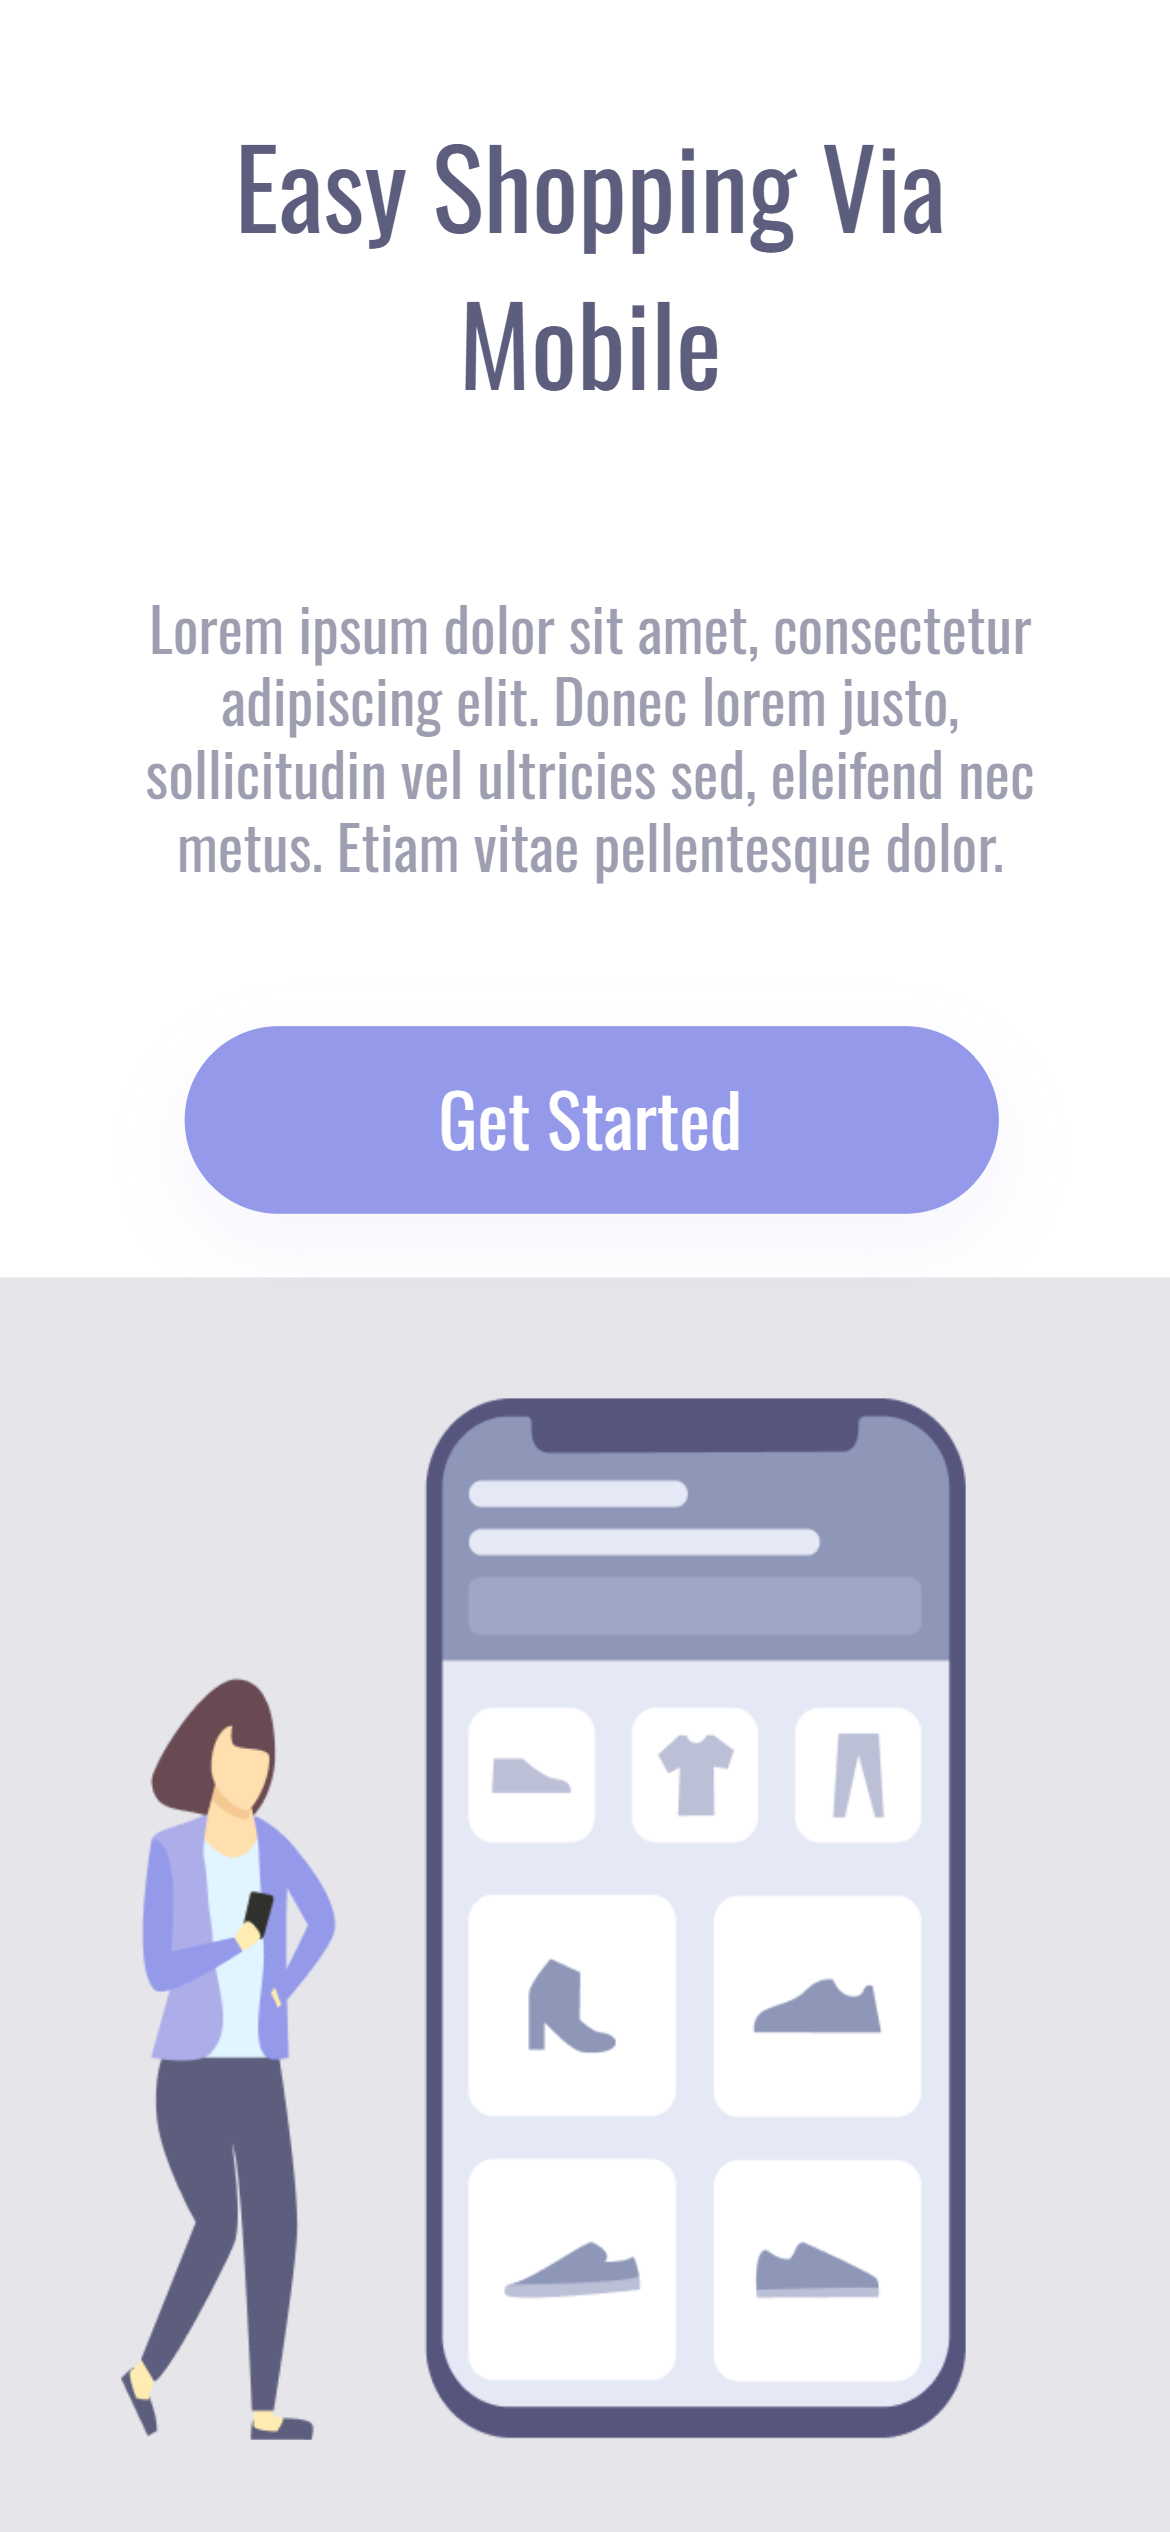 Easy Shopping Via
Mobile
Lorem ipsum dolor sit amet, consectetur
adipiscing elit. Donec lorem justo,
sollicitudin vel ultricies sed, eleifend nec
metus. Etiam vitae pellentesque dolor.
Get Started